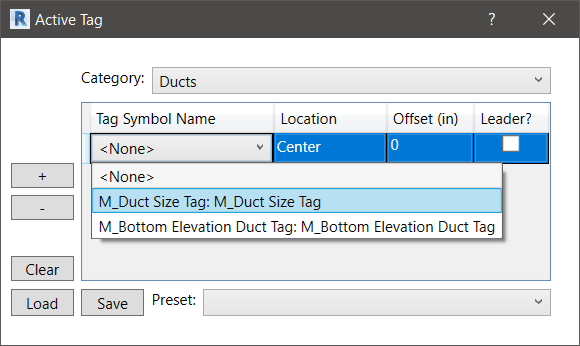 R Active Tag ?
Category: Ducts
Tag Symbol Name Location Offset (in) Leader?
<None> Center 0
<None>
+
M_Duct Size Tag: M_Duct Size Tag
-
M_Bottom Elevation Duct Tag: M_Bottom Elevation Duct Tag
Clear
Load Save Preset: